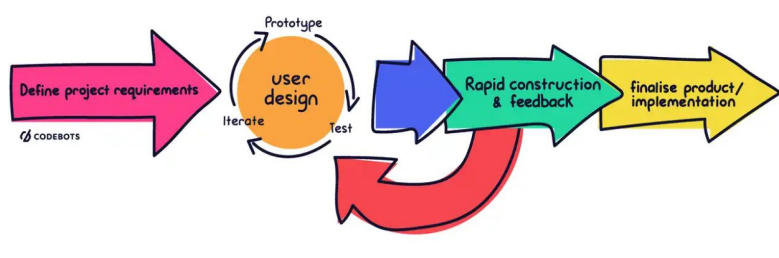 Prototype
Define project requirements
user
design
Iterate
Test
CODEBOTS
Rapid construction
& feedback
finalise product/
implementation